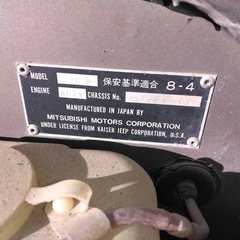 MODEL 保安基準適合 8-4
ENGINE CHASSIS No.
MANUFACTURED IN JAPAN BY
MITSUBISHI MOTORS CORPORATION
UNDER LICENSE FROM KAISER JEEP CORPORATION, U.S.A.